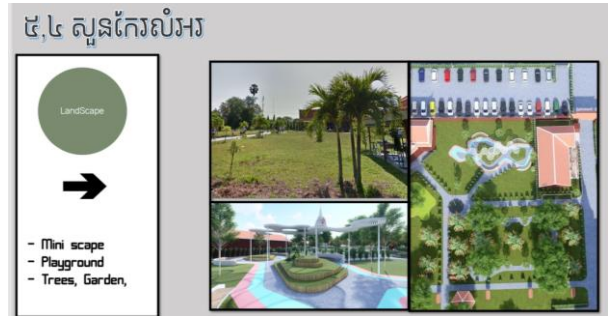 ៥,៤ សួនកែរលំអរ
LandScape
- Mini scape
- Playground
- Trees, Garden,